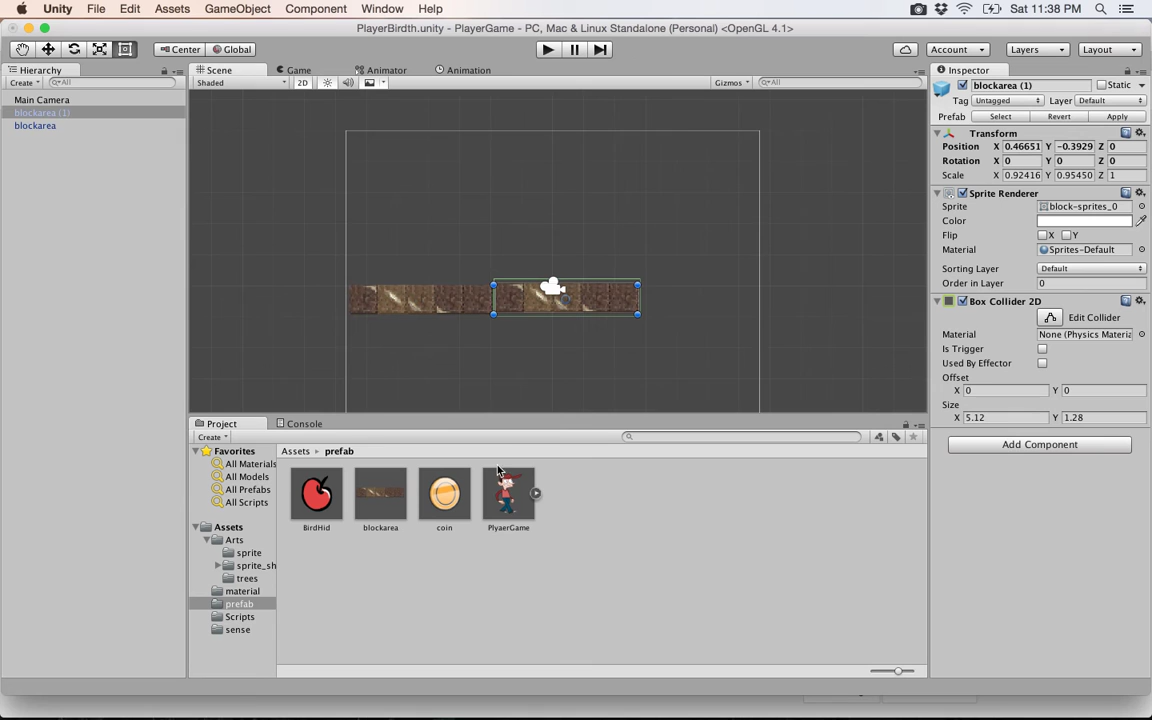 Unity File Edit Assets GameObject Component Window Help Sat 11:38 PM
PlayerBirdth.unity - PlayerGame - PC, Mac & Linux Standalone (Personal) <OpenGL 4.1>
Center Global Account Layers Layout
Hierarchy
Create All
Main Camera
blockarea (1)
blockarea
Scene Game Animator Animation
Shaded 2D Gizmos All
Inspector
blockarea (1) Static
Tag Untagged Layer Default
Prefab Select Revert Apply
Transform
Position X 0.46651 Y -0.3929 Z 0
Rotation X 0 Y 0 Z 0
Scale X 0.92416 Y 0.95450 Z 1
Sprite Renderer
Sprite block-sprites_0
Color
Flip X Y
Material Sprites-Default
Sorting Layer Default
Order in Layer 0
Box Collider 2D
Edit Collider
Material None (Physics Materia
Is Trigger
Used By Effector
Offset
X 0 Y 0
Size
X 5.12 Y 1.28
Add Component
Project Console
Create
Favorites
All Materials
All Models
All Prefabs
All Scripts
Assets
Arts
sprite
sprite_sh
trees
material
prefab
Scripts
sense
Assets prefab
BirdHid blockarea coin PlyaerGame